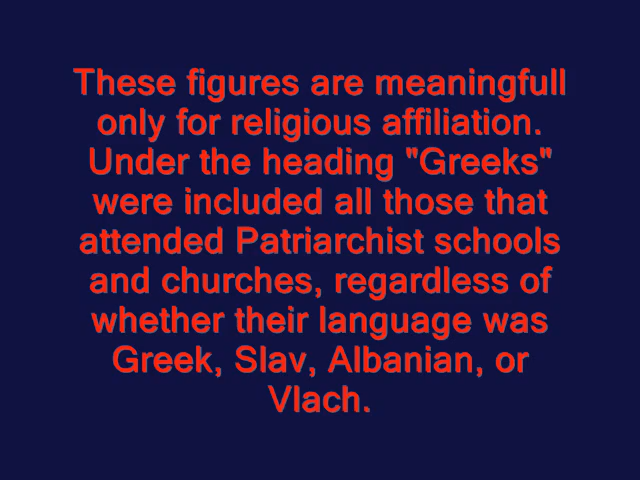 These figures are meaningfull
only for religious affiliation.
Under the heading "Greeks"
were included all those that
attended Patriarchist schools
and churches, regardless of
whether their language was
Greek, Slav, Albanian, or
Vlach.